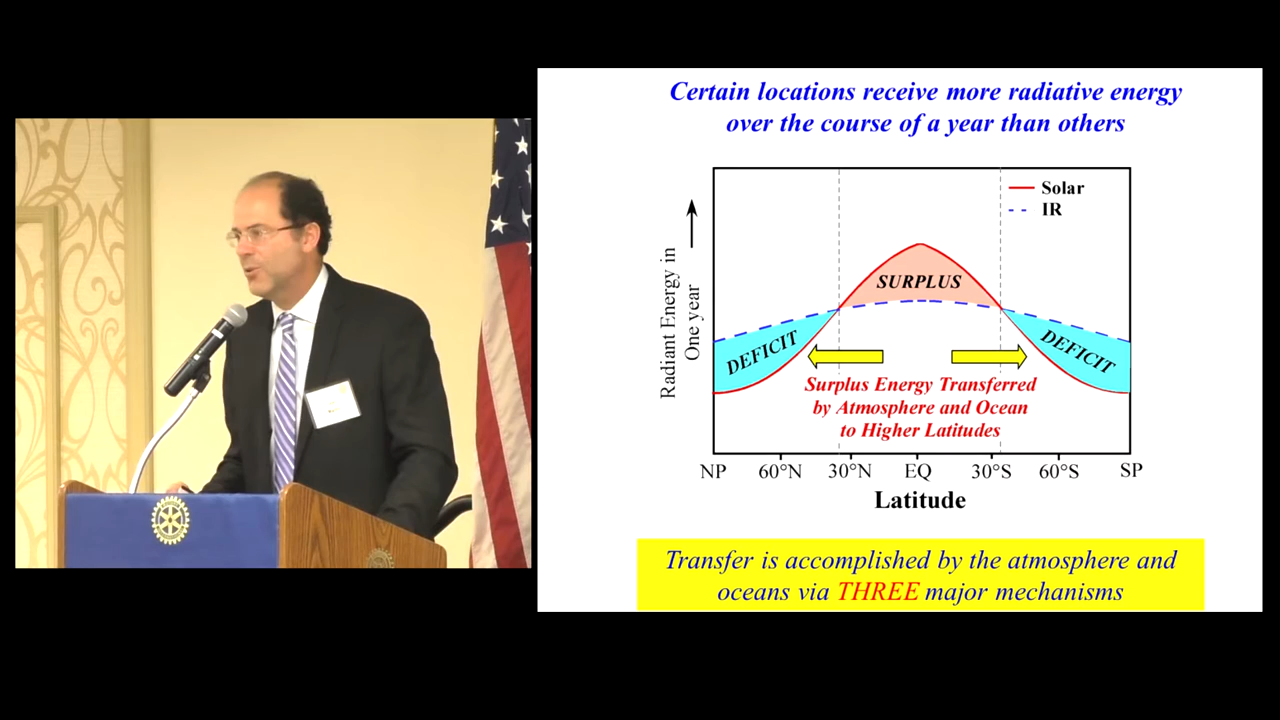 Certain locations receive more radiative energy
over the course of a year than others
Solar
IR
Radiant Energy in
One year
SURPLUS
DEFICIT
DEFICIT
Surplus Energy Transferred
by Atmosphere and Ocean
to Higher Latitudes
NP 60°N 30°N EQ 30°S 60°S SP
Latitude
Transfer is accomplished by the atmosphere and
oceans via THREE major mechanisms